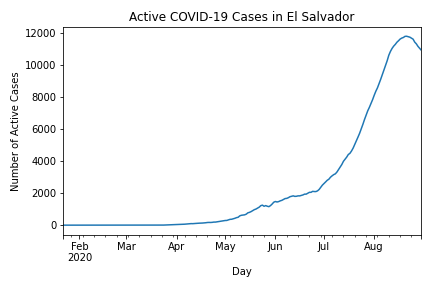 Active COVID-19 Cases in El Salvador
Number of Active Cases
12000
10000
8000
6000
4000
2000
0
Feb Mar Apr May Jun Jul Aug
2020
Day